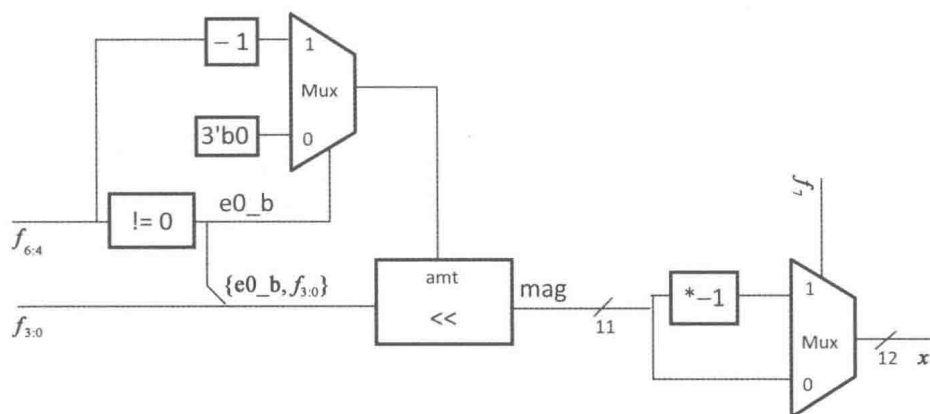 − 1
1
Mux
3'b0
0
!= 0
e0_b
f6:4
{e0_b, f3:0}
f3:0
amt
<<
mag
11
f7
*−1
1
Mux
0
12
x